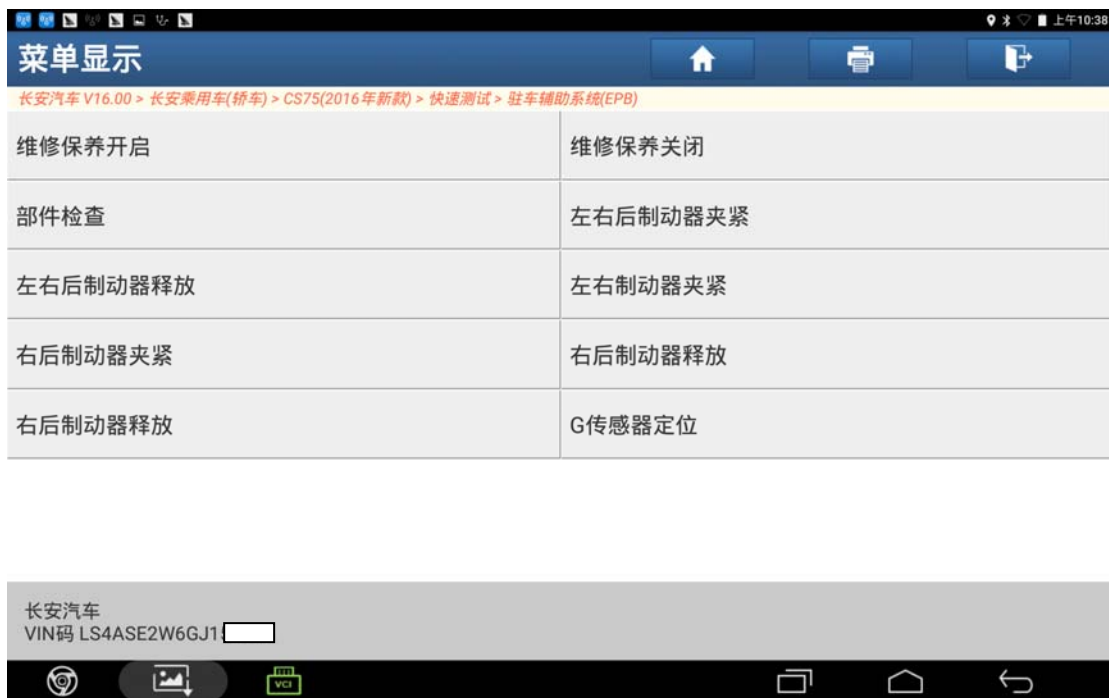 上午10:38
菜单显示
长安汽车 V16.00 > 长安乘用车(轿车) > CS75(2016年新款) > 快速测试 > 驻车辅助系统(EPB)
维修保养开启
维修保养关闭
部件检查
左右后制动器夹紧
左右后制动器释放
左右制动器夹紧
右后制动器夹紧
右后制动器释放
右后制动器释放
G传感器定位
长安汽车
VIN码 LS4ASE2W6GJ1
VCI